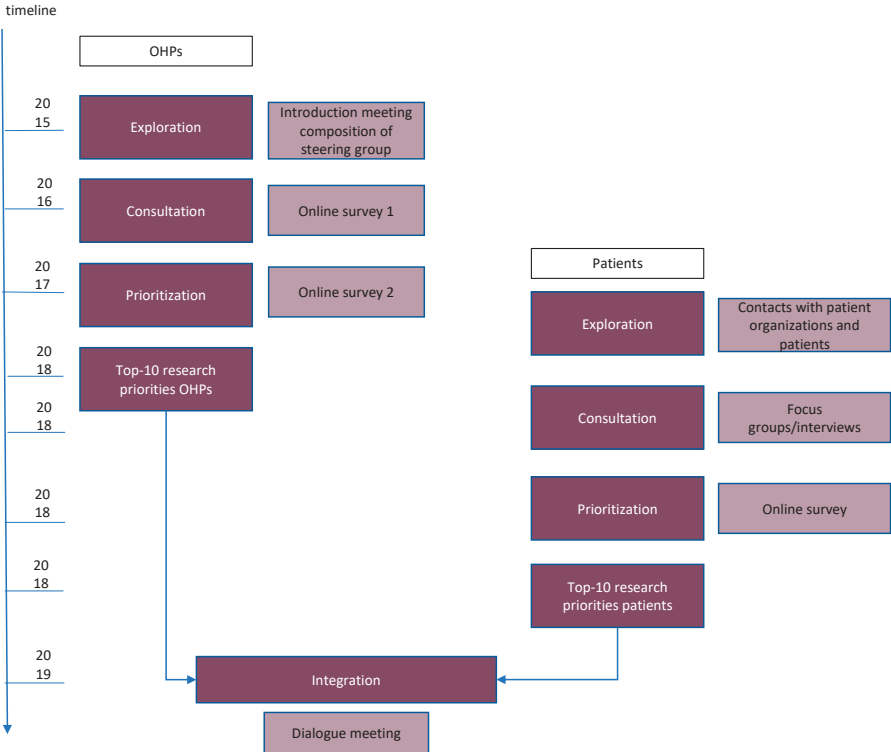 timeline
OHPs
20
15
Exploration
Introduction meeting
composition of
steering group
20
16
Consultation
Online survey 1
20
17
Prioritization
Online survey 2
Patients
Exploration
Contacts with patient
organizations and
patients
20
18
Top-10 research
priorities OHPs
20
18
Consultation
Focus
groups/interviews
20
18
Prioritization
Online survey
20
18
Top-10 research
priorities patients
20
19
Integration
Dialogue meeting